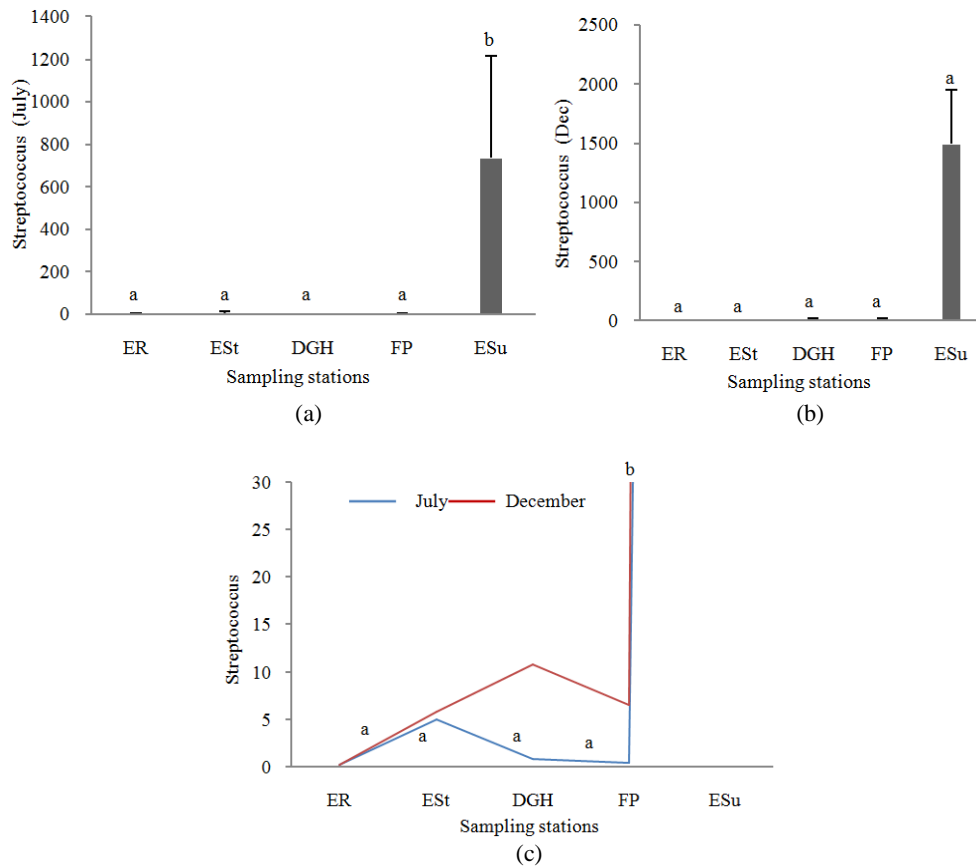 1400
1200
1000
800
600
400
200
0
Streptococcus (July)
a
a
a
a
b
ER ESt DGH FP ESu
Sampling stations
(a)
2500
2000
1500
1000
500
0
Streptococcus (Dec)
a
a
a
a
a
ER ESt DGH FP ESu
Sampling stations
(b)
30
25
20
15
10
5
0
Streptococcus
July December
a
a
a
a
b
ER ESt DGH FP ESu
Sampling stations
(c)